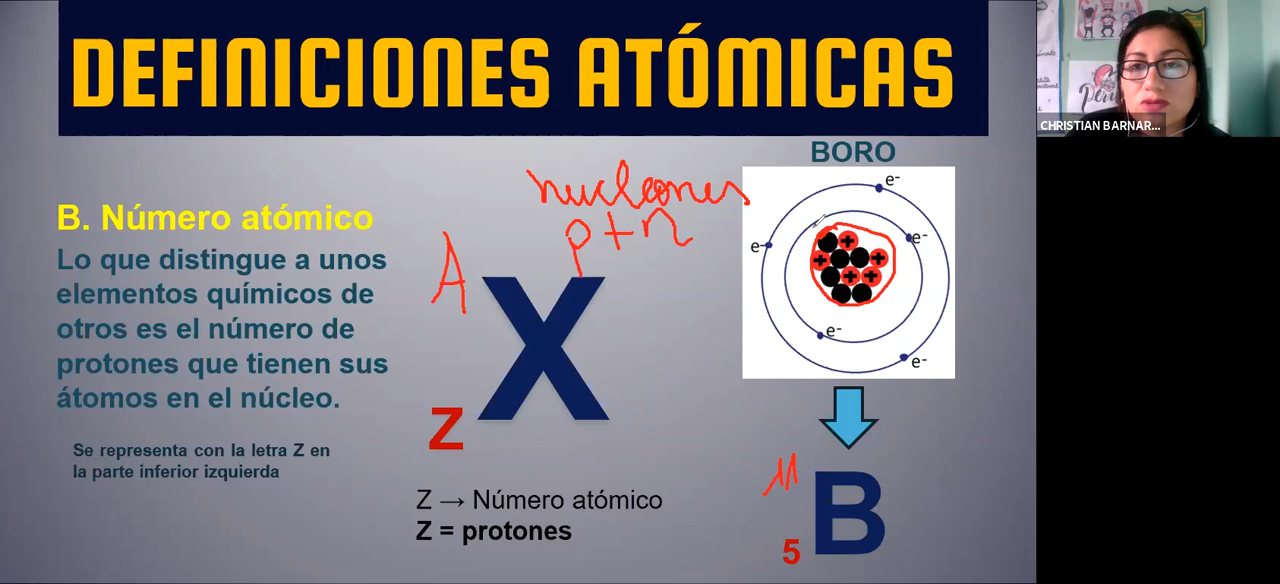 DEFINICIONES ATÓMICAS
CHRISTIAN BARNAR...
BORO
nucleones
p + n
B. Número atómico
Lo que distingue a unos
elementos químicos de
otros es el número de
protones que tienen sus
átomos en el núcleo.
Se representa con la letra Z en
la parte inferior izquierda
A
X
Z
Z → Número atómico
Z = protones
e-
e-
e-
e-
e-
11
B
5